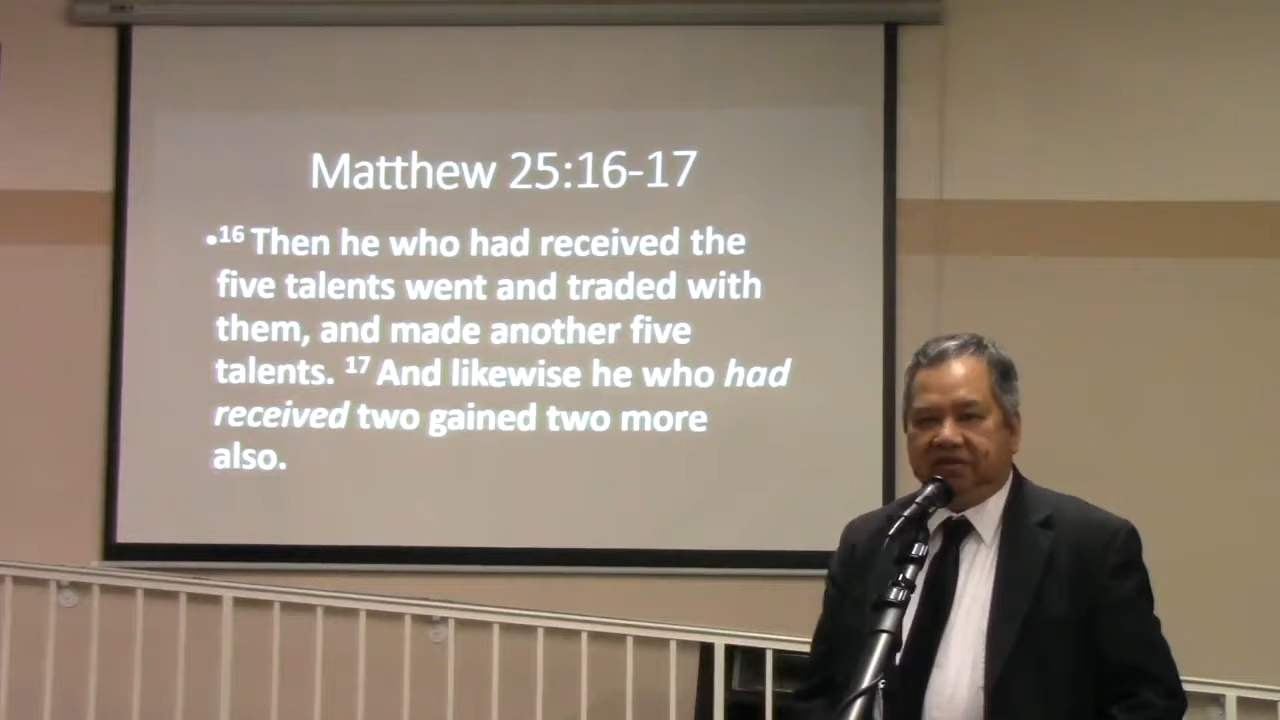 Matthew 25:16-17
•16 Then he who had received the
five talents went and traded with
them, and made another five
talents. 17 And likewise he who had
received two gained two more
also.